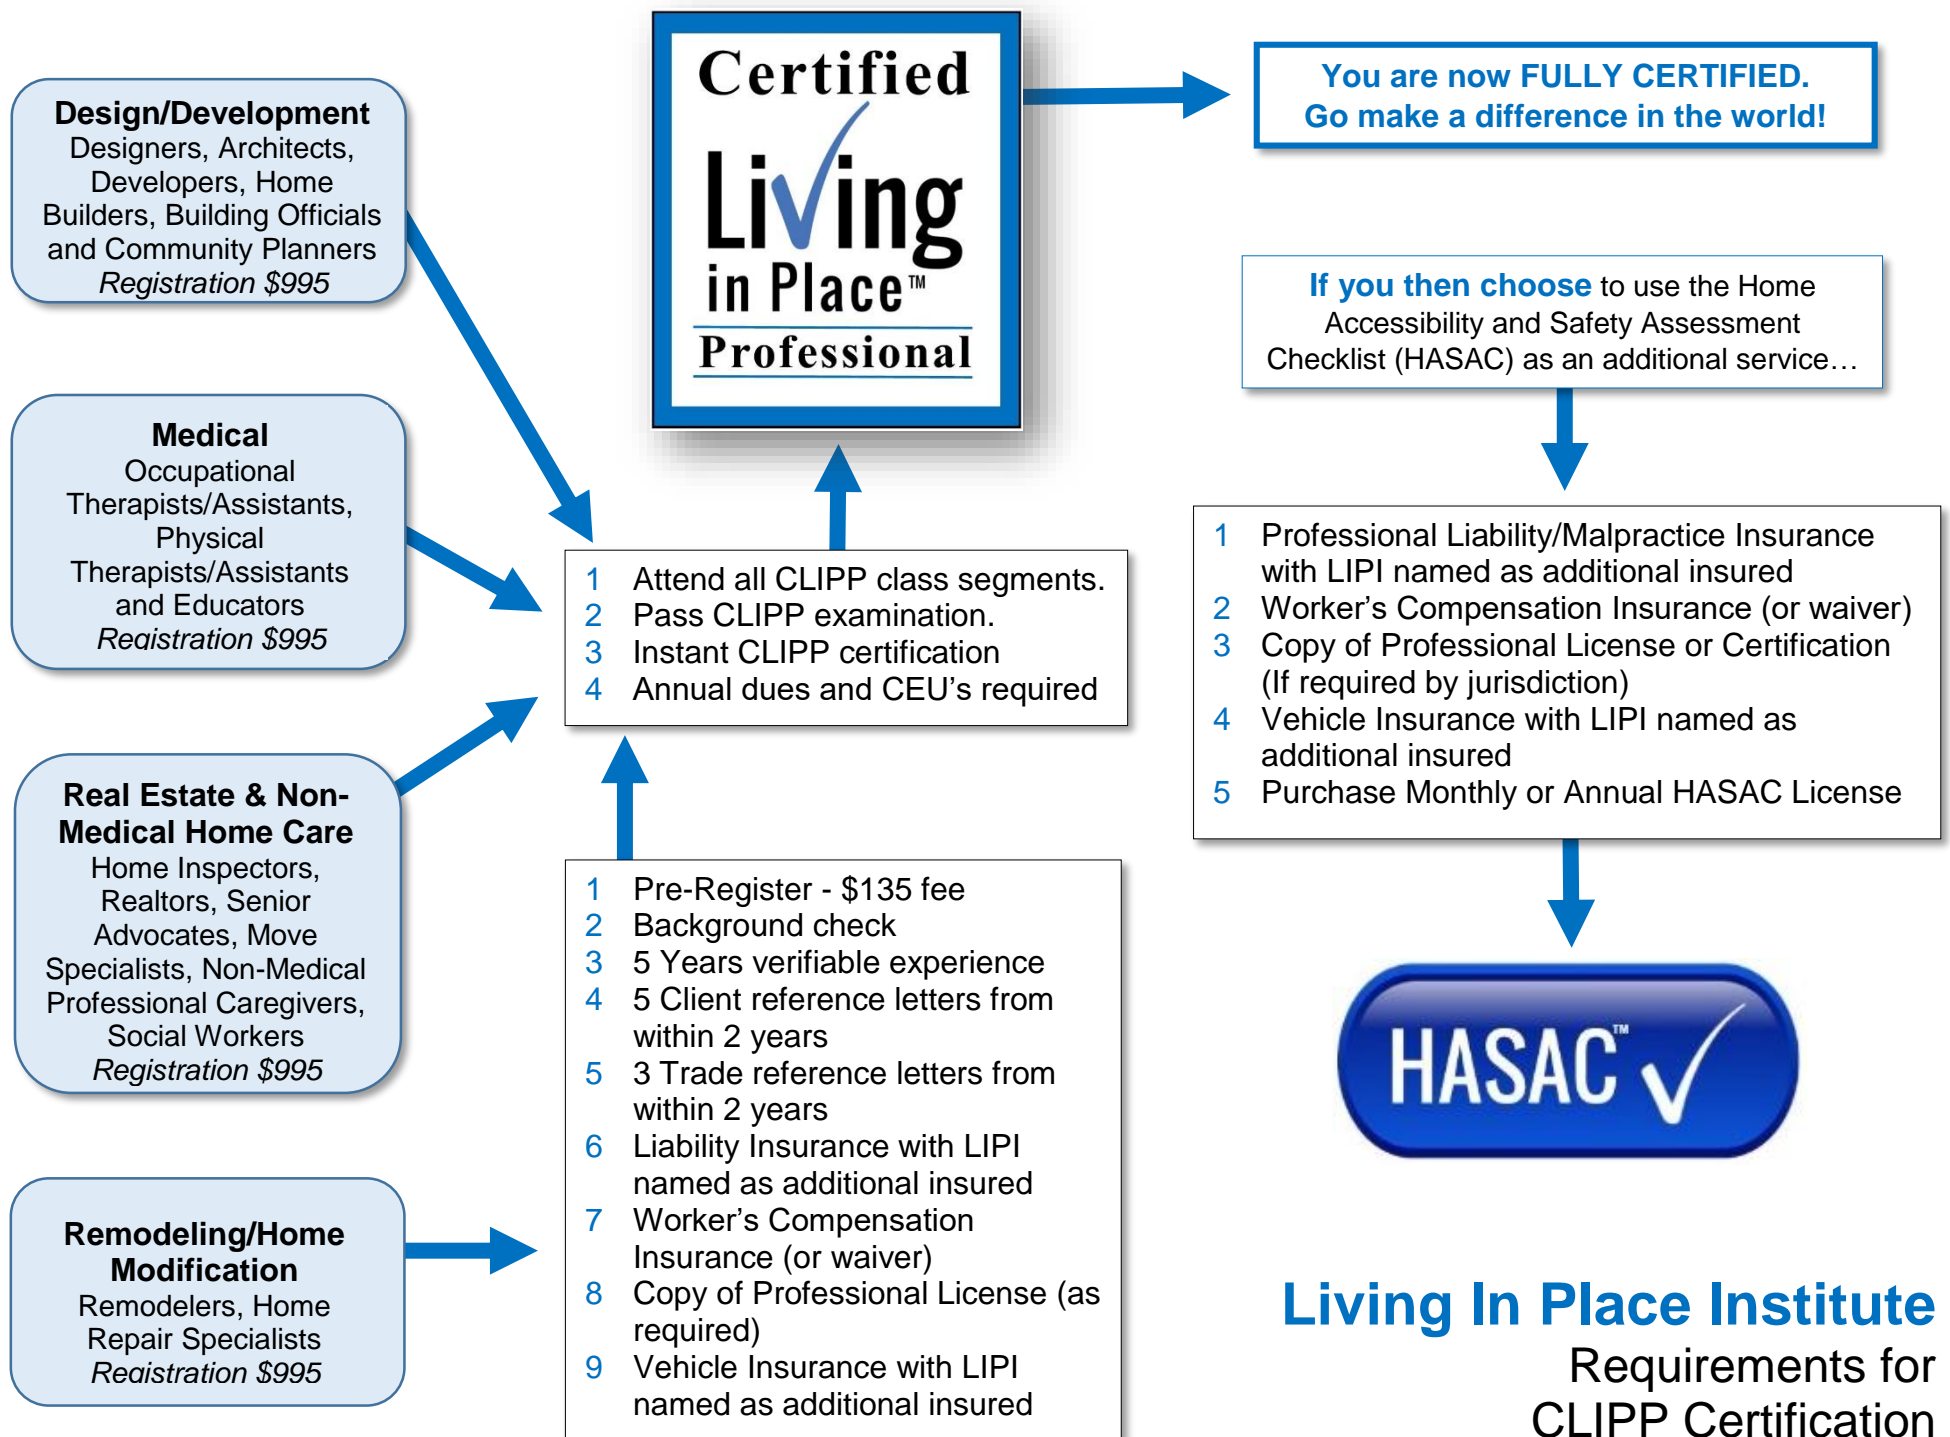 Design/Development
Designers, Architects,
Developers, Home
Builders, Building Officials
and Community Planners
Registration $995
Medical
Occupational
Therapists/Assistants,
Physical
Therapists/Assistants
and Educators
Registration $995
Real Estate & Non-
Medical Home Care
Home Inspectors,
Realtors, Senior
Advocates, Move
Specialists, Non-Medical
Professional Caregivers,
Social Workers
Registration $995
Remodeling/Home
Modification
Remodelers, Home
Repair Specialists
Registration $995
Certified
Living
in Place™
Professional
1 Attend all CLIPP class segments.
2 Pass CLIPP examination.
3 Instant CLIPP certification
4 Annual dues and CEU's required
1 Pre-Register - $135 fee
2 Background check
3 5 Years verifiable experience
4 5 Client reference letters from
within 2 years
5 3 Trade reference letters from
within 2 years
6 Liability Insurance with LIPI
named as additional insured
7 Worker's Compensation
Insurance (or waiver)
8 Copy of Professional License (as
required)
9 Vehicle Insurance with LIPI
named as additional insured
You are now FULLY CERTIFIED.
Go make a difference in the world!
If you then choose to use the Home
Accessibility and Safety Assessment
Checklist (HASAC) as an additional service…
1 Professional Liability/Malpractice Insurance
with LIPI named as additional insured
2 Worker's Compensation Insurance (or waiver)
3 Copy of Professional License or Certification
(If required by jurisdiction)
4 Vehicle Insurance with LIPI named as
additional insured
5 Purchase Monthly or Annual HASAC License
HASAC™
Living In Place Institute
Requirements for
CLIPP Certification